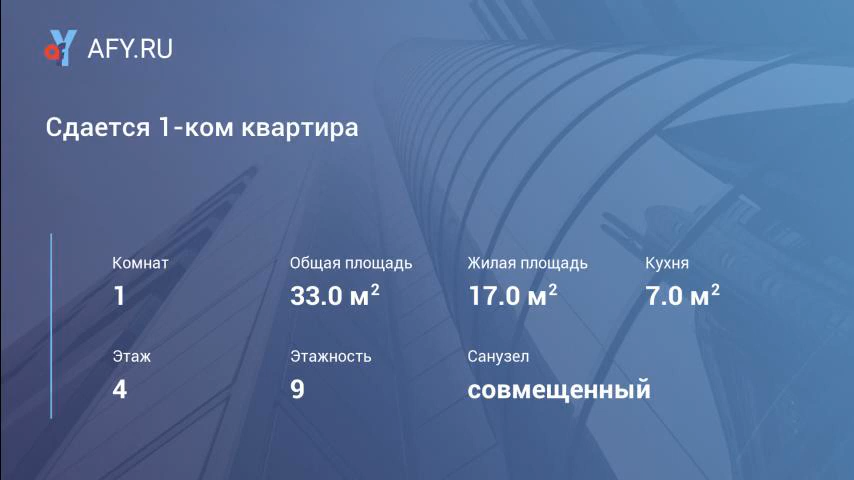 AFY.RU
Сдается 1-ком квартира
Комнат Общая площадь Жилая площадь Кухня
1 33.0 м² 17.0 м² 7.0 м²
Этаж Этажность Санузел
4 9 совмещенный